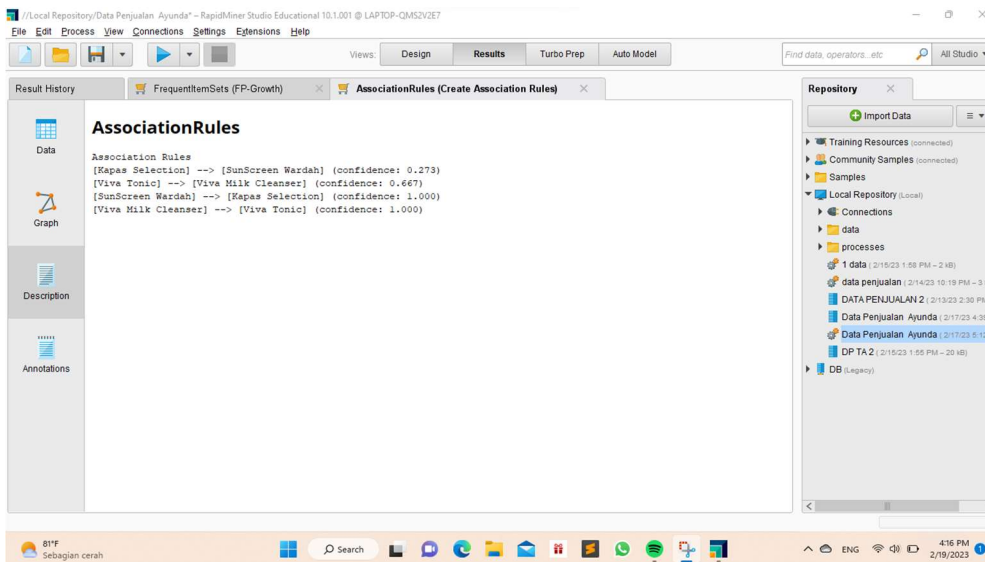 //Local Repository/Data Penjualan Ayunda* – RapidMiner Studio Educational 10.1.001 @ LAPTOP-QMS2V2E7
File Edit Process View Connections Settings Extensions Help
Views: Design Results Turbo Prep Auto Model
Find data, operators...etc
All Studio
Result History
FrequentItemSets (FP-Growth)
AssociationRules (Create Association Rules)
Repository
Import Data
Data
Graph
Description
Annotations
AssociationRules
Association Rules
[Kapas Selection] --> [SunScreen Wardah] (confidence: 0.273)
[Viva Tonic] --> [Viva Milk Cleanser] (confidence: 0.667)
[SunScreen Wardah] --> [Kapas Selection] (confidence: 1.000)
[Viva Milk Cleanser] --> [Viva Tonic] (confidence: 1.000)
Training Resources (connected)
Community Samples (connected)
Samples
Local Repository (Local)
Connections
data
processes
1 data ( 2/15/23 1:58 PM – 2 kB)
data penjualan ( 2/14/23 10:19 PM – 3
DATA PENJUALAN 2 ( 2/13/23 2:30 PM
Data Penjualan Ayunda ( 2/17/23 4:39
Data Penjualan Ayunda ( 2/17/23 5:12
DP TA 2 ( 2/15/23 1:55 PM – 20 kB)
DB (Legacy)
81°F
Sebagian cerah
Search
ENG
4:16 PM
2/19/2023
1